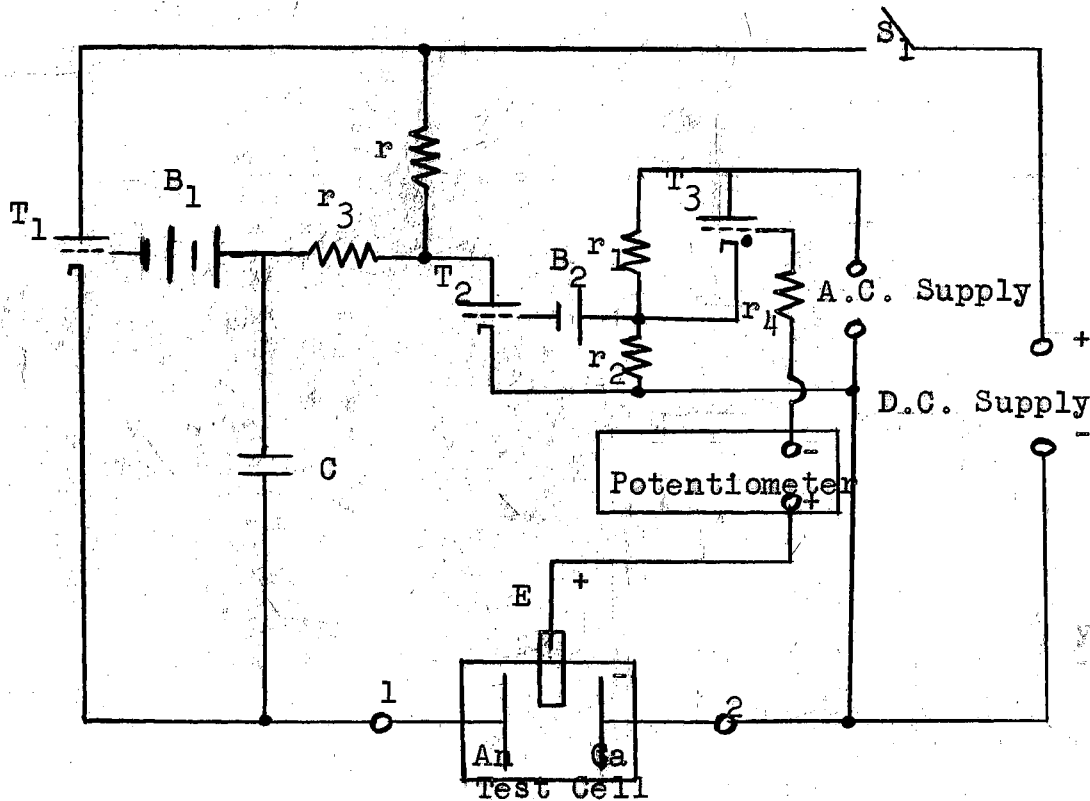 S1
r
B1
r3
T1
T3
r1
B2
T2
r4
A.C. Supply
r2
+
D.C. Supply
-
-
C
Potentiometer
+
+
E
-
1
2
An
Ca
Test Cell